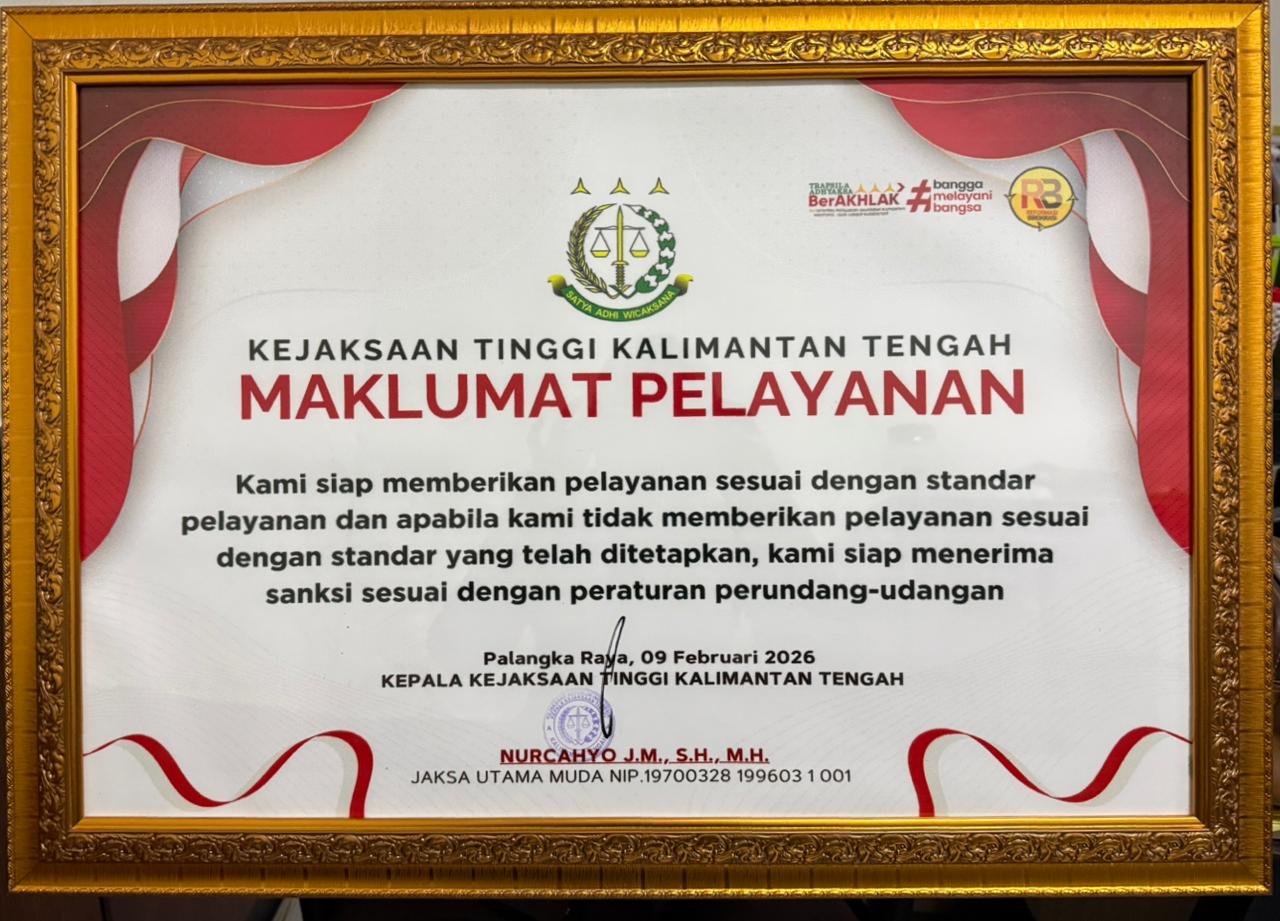 TRAPSILA
ADHYAKSA
BerAKHLAK
#bangga
melayani
bangsa
RB
REFORMASI
BIROKRASI
SATYA ADHI WICAKSANA
KEJAKSAAN TINGGI KALIMANTAN TENGAH
MAKLUMAT PELAYANAN
Kami siap memberikan pelayanan sesuai dengan standar
pelayanan dan apabila kami tidak memberikan pelayanan sesuai
dengan standar yang telah ditetapkan, kami siap menerima
sanksi sesuai dengan peraturan perundang-udangan
Palangka Raya, 09 Februari 2026
KEPALA KEJAKSAAN TINGGI KALIMANTAN TENGAH
NURCAHYO J.M., S.H., M.H.
JAKSA UTAMA MUDA NIP.19700328 199603 1 001